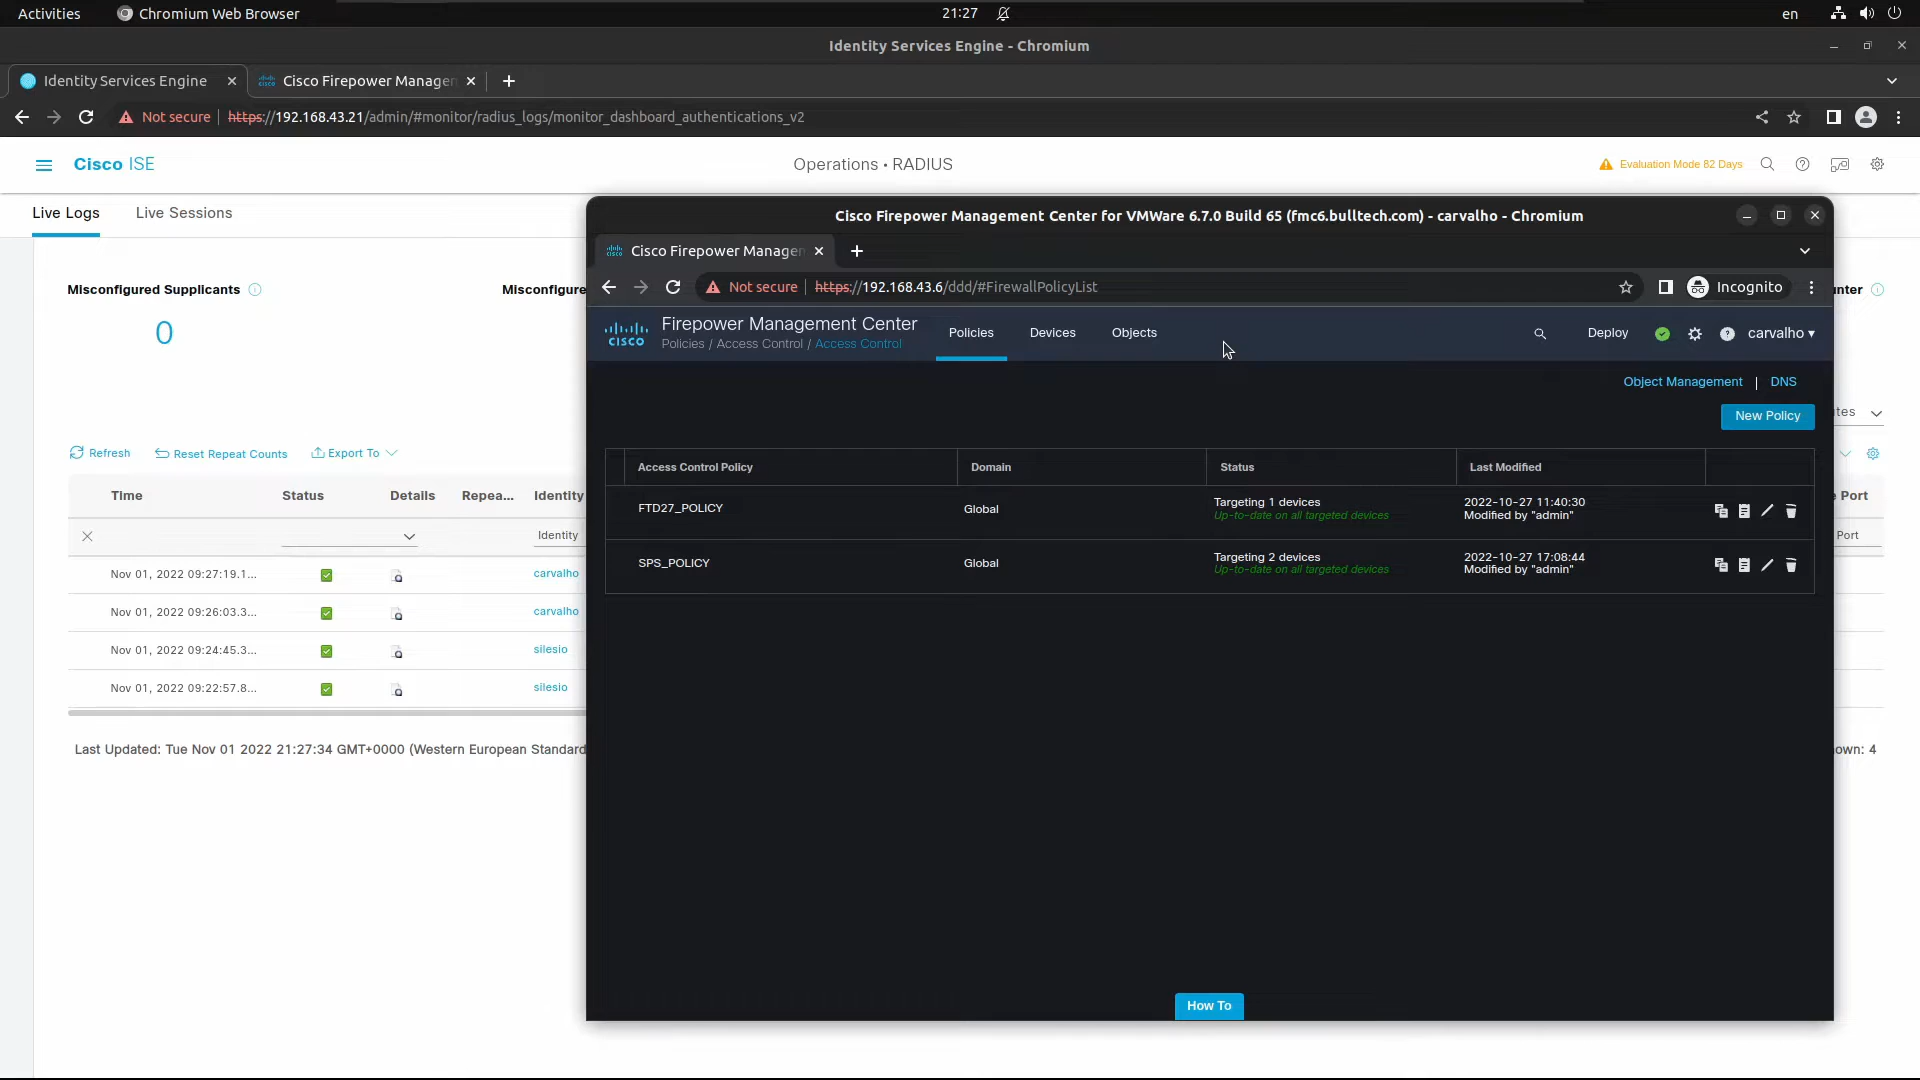 Activities
Chromium Web Browser
21:27
en
Identity Services Engine - Chromium
Identity Services Engine
Cisco Firepower Manager
Not secure
https://192.168.43.21/admin/#monitor/radius_logs/monitor_dashboard_authentications_v2
Cisco ISE
Operations • RADIUS
Evaluation Mode 82 Days
Live Logs
Live Sessions
Misconfigured Supplicants
0
Misconfigure
nter
tes
Refresh
Reset Repeat Counts
Export To
Time
Status
Details
Repea...
Identity
e Port
Identity
Port
Nov 01, 2022 09:27:19.1...
carvalho
Nov 01, 2022 09:26:03.3...
carvalho
Nov 01, 2022 09:24:45.3...
silesio
Nov 01, 2022 09:22:57.8...
silesio
Last Updated: Tue Nov 01 2022 21:27:34 GMT+0000 (Western European Standard
own: 4
Cisco Firepower Management Center for VMWare 6.7.0 Build 65 (fmc6.bulltech.com) - carvalho - Chromium
Cisco Firepower Manager
Not secure
https://192.168.43.6/ddd/#FirewallPolicyList
Incognito
CISCO
Firepower Management Center
Policies / Access Control / Access Control
Policies
Devices
Objects
Deploy
carvalho
Object Management | DNS
New Policy
Access Control Policy
Domain
Status
Last Modified
FTD27_POLICY
Global
Targeting 1 devices
Up-to-date on all targeted devices
2022-10-27 11:40:30
Modified by "admin"
SPS_POLICY
Global
Targeting 2 devices
Up-to-date on all targeted devices
2022-10-27 17:08:44
Modified by "admin"
How To